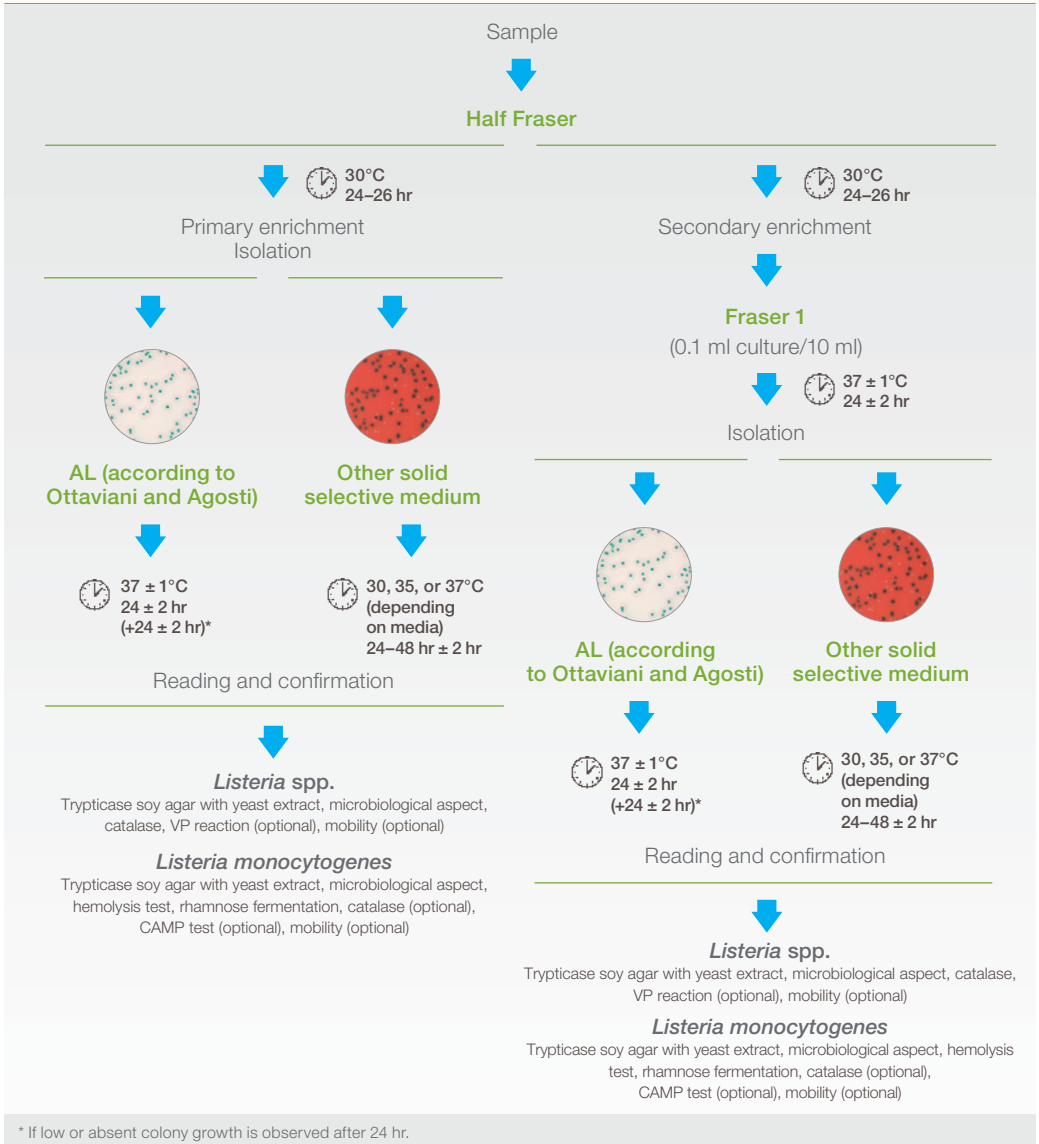 Sample
Half Fraser
30°C
24–26 hr
Primary enrichment
Isolation
AL (according to
Ottaviani and Agosti)
37 ± 1°C
24 ± 2 hr
(+24 ± 2 hr)*
Other solid
selective medium
30, 35, or 37°C
(depending
on media)
24–48 hr ± 2 hr
Reading and confirmation
Listeria spp.
Trypticase soy agar with yeast extract, microbiological aspect,
catalase, VP reaction (optional), mobility (optional)
Listeria monocytogenes
Trypticase soy agar with yeast extract, microbiological aspect,
hemolysis test, rhamnose fermentation, catalase (optional),
CAMP test (optional), mobility (optional)
30°C
24–26 hr
Secondary enrichment
Fraser 1
(0.1 ml culture/10 ml)
37 ± 1°C
24 ± 2 hr
Isolation
AL (according
to Ottaviani and Agosti)
37 ± 1°C
24 ± 2 hr
(+24 ± 2 hr)*
Other solid
selective medium
30, 35, or 37°C
(depending
on media)
24–48 ± 2 hr
Reading and confirmation
Listeria spp.
Trypticase soy agar with yeast extract, microbiological aspect, catalase,
VP reaction (optional), mobility (optional)
Listeria monocytogenes
Trypticase soy agar with yeast extract, microbiological aspect, hemolysis
test, rhamnose fermentation, catalase (optional),
CAMP test (optional), mobility (optional)
* If low or absent colony growth is observed after 24 hr.